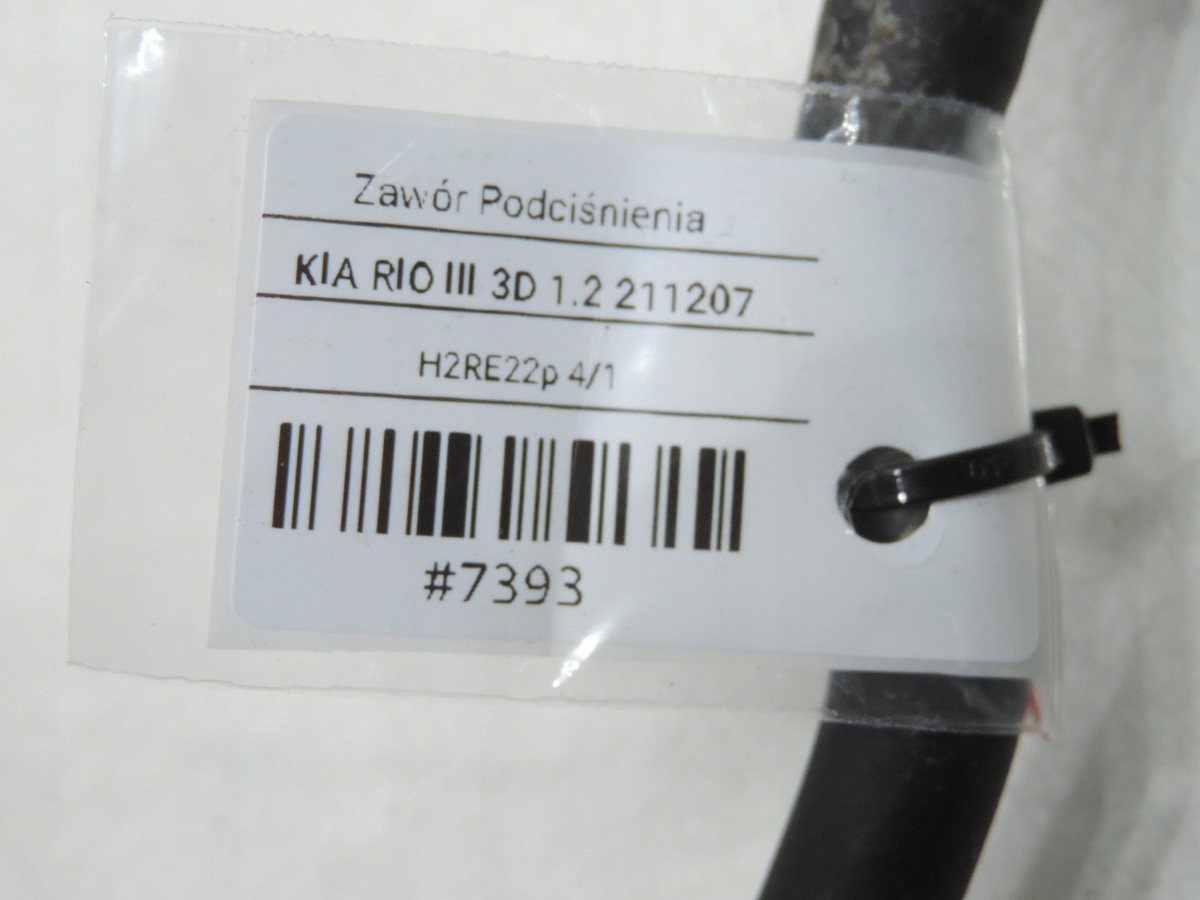 Zawór Podciśnienia
KIA RIO III 3D 1.2 211207
H2RE22p 4/1
#7393